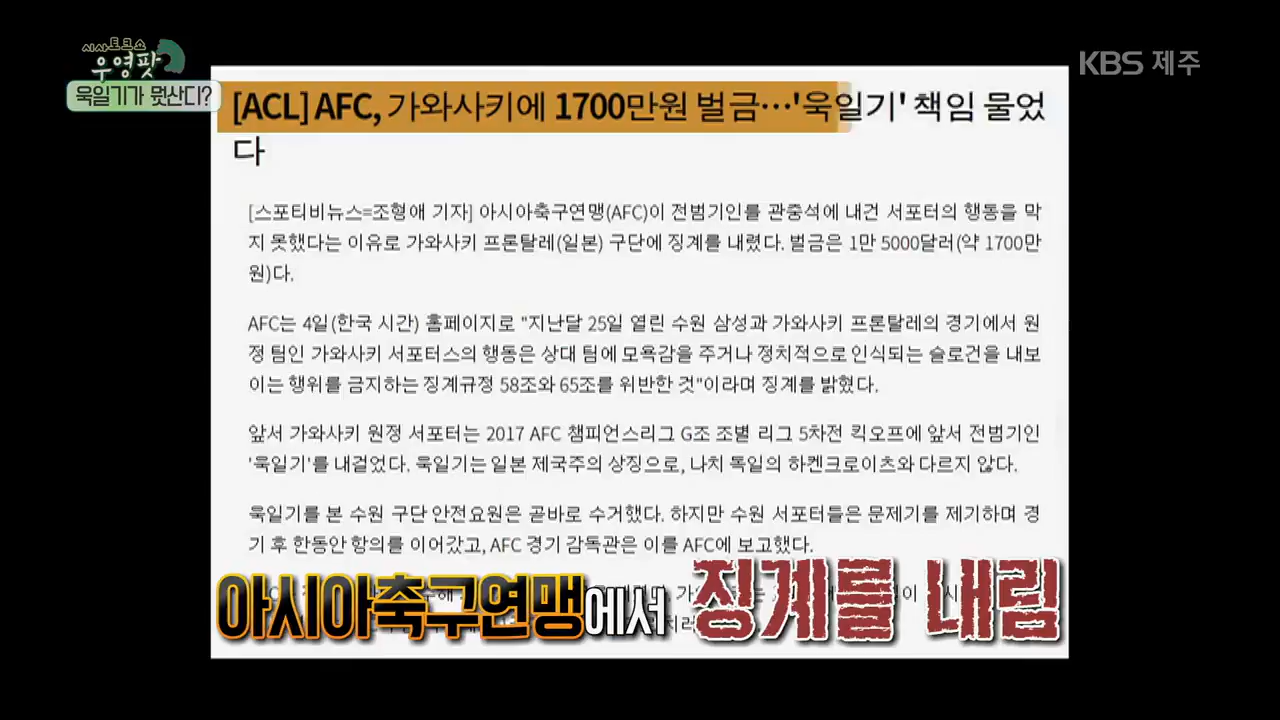 시사토크쇼
우영팟
욱일기가 뭣산디?
KBS 제주
[ACL] AFC, 가와사키에 1700만원 벌금…'욱일기' 책임 물었
다
[스포티비뉴스=조형애 기자] 아시아축구연맹(AFC)이 전범기인를 관중석에 내건 서포터의 행동을 막
지 못했다는 이유로 가와사키 프론탈레(일본) 구단에 징계를 내렸다. 벌금은 1만 5000달러(약 1700만
원)다.
AFC는 4일(한국 시간) 홈페이지로 "지난달 25일 열린 수원 삼성과 가와사키 프론탈레의 경기에서 원
정 팀인 가와사키 서포터스의 행동은 상대 팀에 모욕감을 주거나 정치적으로 인식되는 슬로건을 내보
이는 행위를 금지하는 징계규정 58조와 65조를 위반한 것"이라며 징계를 밝혔다.
앞서 가와사키 원정 서포터는 2017 AFC 챔피언스리그 G조 조별 리그 5차전 킥오프에 앞서 전범기인
'욱일기'를 내걸었다. 욱일기는 일본 제국주의 상징으로, 나치 독일의 하켄크로이츠와 다르지 않다.
욱일기를 본 수원 구단 안전요원은 곧바로 수거했다. 하지만 수원 서포터들은 문제기를 제기하며 경
기 후 한동안 항의를 이어갔고, AFC 경기 감독관은 이를 AFC에 보고했다.
아시아축구연맹에서 징계를 내림